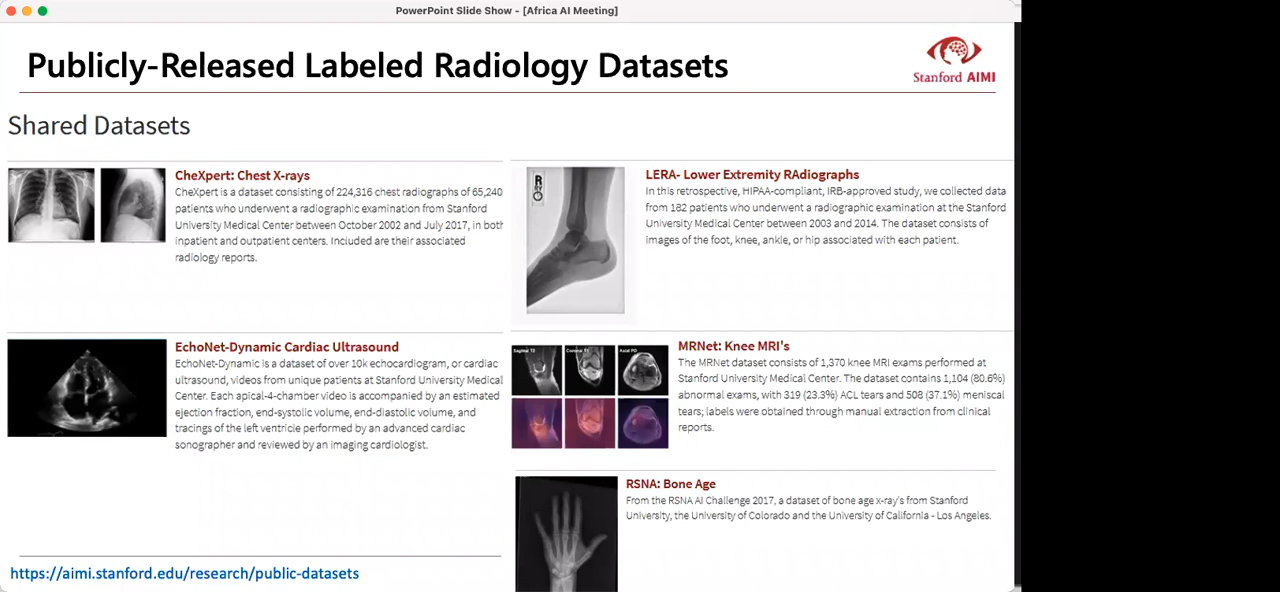 PowerPoint Slide Show - [Africa AI Meeting]
Publicly-Released Labeled Radiology Datasets
Stanford AIMI
Shared Datasets
CheXpert: Chest X-rays
CheXpert is a dataset consisting of 224,316 chest radiographs of 65,240
patients who underwent a radiographic examination from Stanford
University Medical Center between October 2002 and July 2017, in both
inpatient and outpatient centers. Included are their associated
radiology reports.
LERA- Lower Extremity RAdiographs
In this retrospective, HIPAA-compliant, IRB-approved study, we collected data
from 182 patients who underwent a radiographic examination at the Stanford
University Medical Center between 2003 and 2014. The dataset consists of
images of the foot, knee, ankle, or hip associated with each patient.
EchoNet-Dynamic Cardiac Ultrasound
EchoNet-Dynamic is a dataset of over 10k echocardiogram, or cardiac
ultrasound, videos from unique patients at Stanford University Medical
Center. Each apical-4-chamber video is accompanied by an estimated
ejection fraction, end-systolic volume, end-diastolic volume, and
tracings of the left ventricle performed by an advanced cardiac
sonographer and reviewed by an imaging cardiologist.
Sagittal T2 Coronal T1 Axial PD
MRNet: Knee MRI's
The MRNet dataset consists of 1,370 knee MRI exams performed at
Stanford University Medical Center. The dataset contains 1,104 (80.6%)
abnormal exams, with 319 (23.3%) ACL tears and 508 (37.1%) meniscal
tears; labels were obtained through manual extraction from clinical
reports.
RSNA: Bone Age
From the RSNA AI Challenge 2017, a dataset of bone age x-ray's from Stanford
University, the University of Colorado and the University of California - Los Angeles.
https://aimi.stanford.edu/research/public-datasets